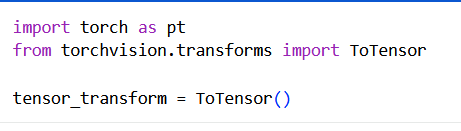 import torch as pt
from torchvision.transforms import ToTensor
tensor_transform = ToTensor()